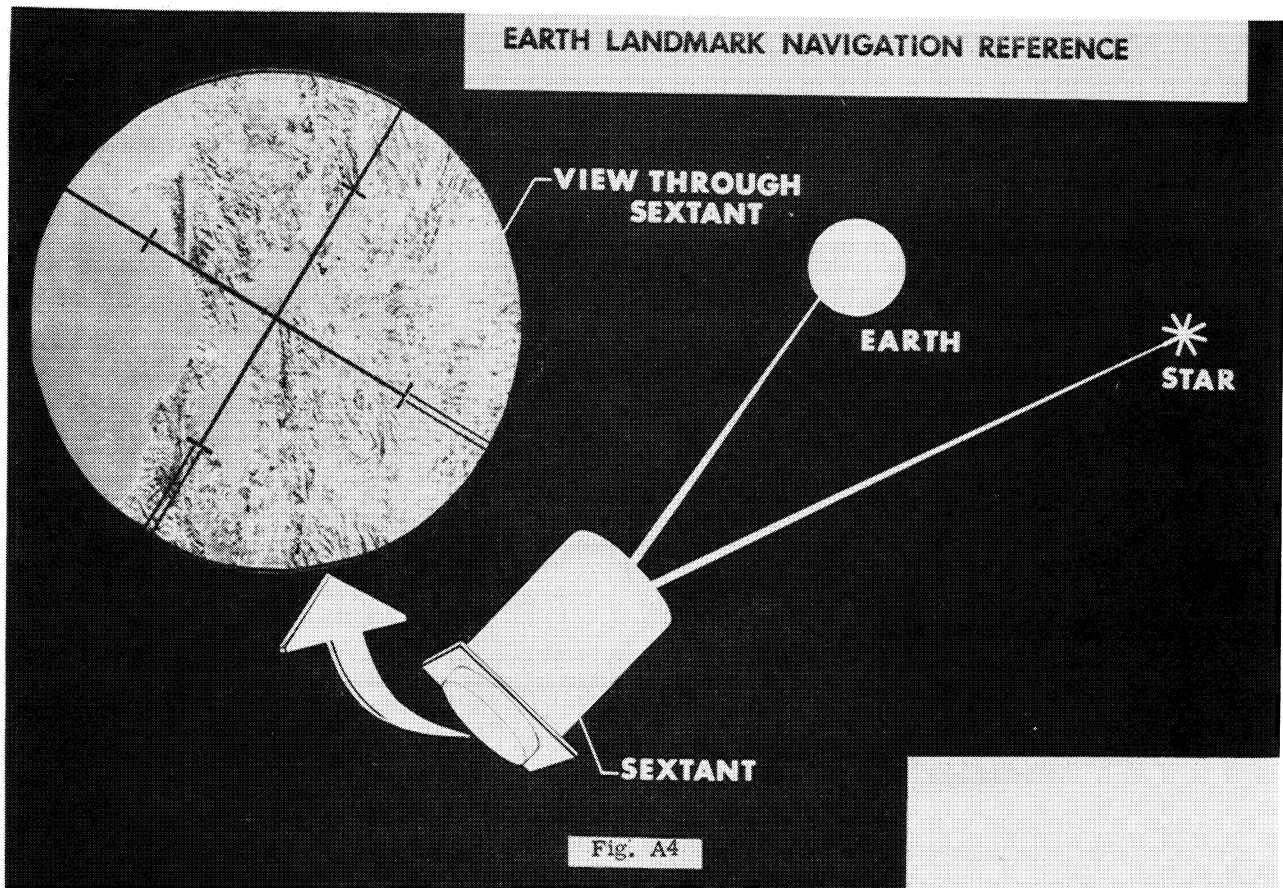 EARTH LANDMARK NAVIGATION REFERENCE
VIEW THROUGH
SEXTANT
EARTH
STAR
SEXTANT
Fig. A4